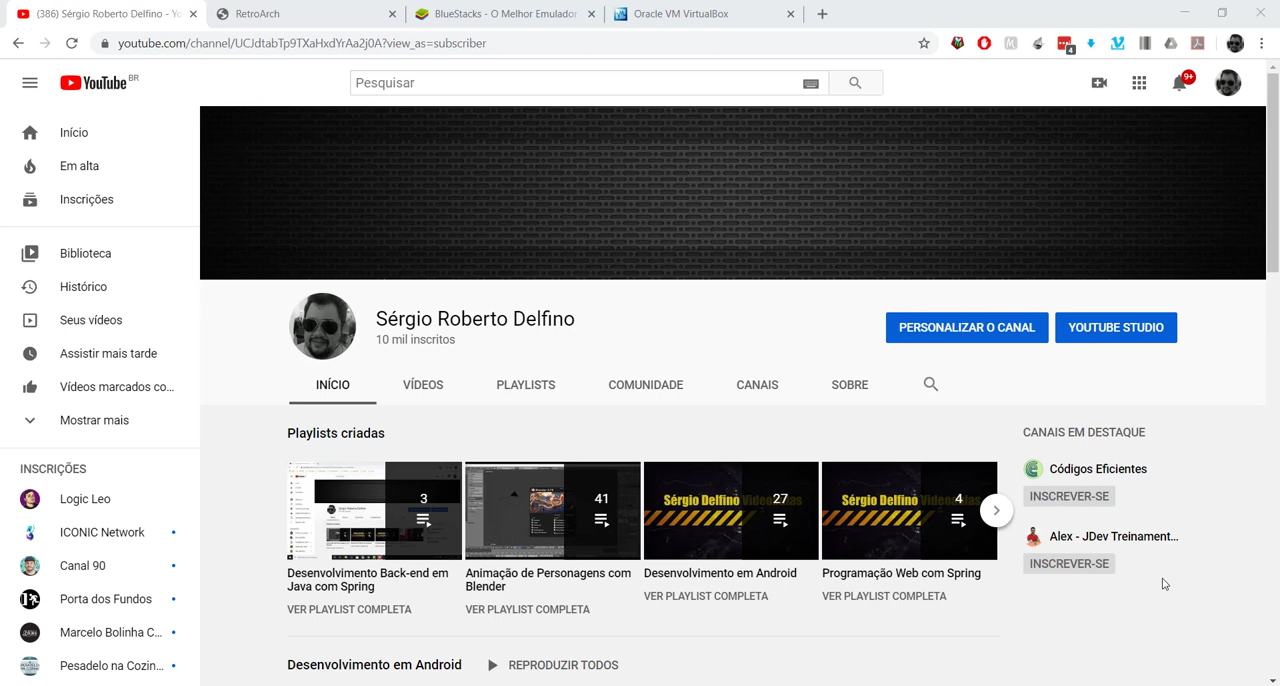 (386) Sérgio Roberto Delfino - Yo
RetroArch
BlueStacks - O Melhor Emulador
Oracle VM VirtualBox
youtube.com/channel/UCJdtabTp9TXaHxdYrAa2j0A?view_as=subscriber
4
YouTube BR
Pesquisar
9+
Início
Em alta
Inscrições
Biblioteca
Histórico
Seus vídeos
Assistir mais tarde
Vídeos marcados co...
Mostrar mais
INSCRIÇÕES
Logic Leo
ICONIC Network
Canal 90
Porta dos Fundos
Marcelo Bolinha C...
Pesadelo na Cozin...
Sérgio Roberto Delfino
10 mil inscritos
PERSONALIZAR O CANAL
YOUTUBE STUDIO
INÍCIO
VÍDEOS
PLAYLISTS
COMUNIDADE
CANAIS
SOBRE
Playlists criadas
3
41
Sérgio Delfino
27
Sérgio Delfino
4
Desenvolvimento Back-end em
Java com Spring
VER PLAYLIST COMPLETA
Animação de Personagens com
Blender
VER PLAYLIST COMPLETA
Desenvolvimento em Android
VER PLAYLIST COMPLETA
Programação Web com Spring
VER PLAYLIST COMPLETA
Desenvolvimento em Android
REPRODUZIR TODOS
CANAIS EM DESTAQUE
Códigos Eficientes
INSCREVER-SE
Alex - JDev Treinament...
INSCREVER-SE